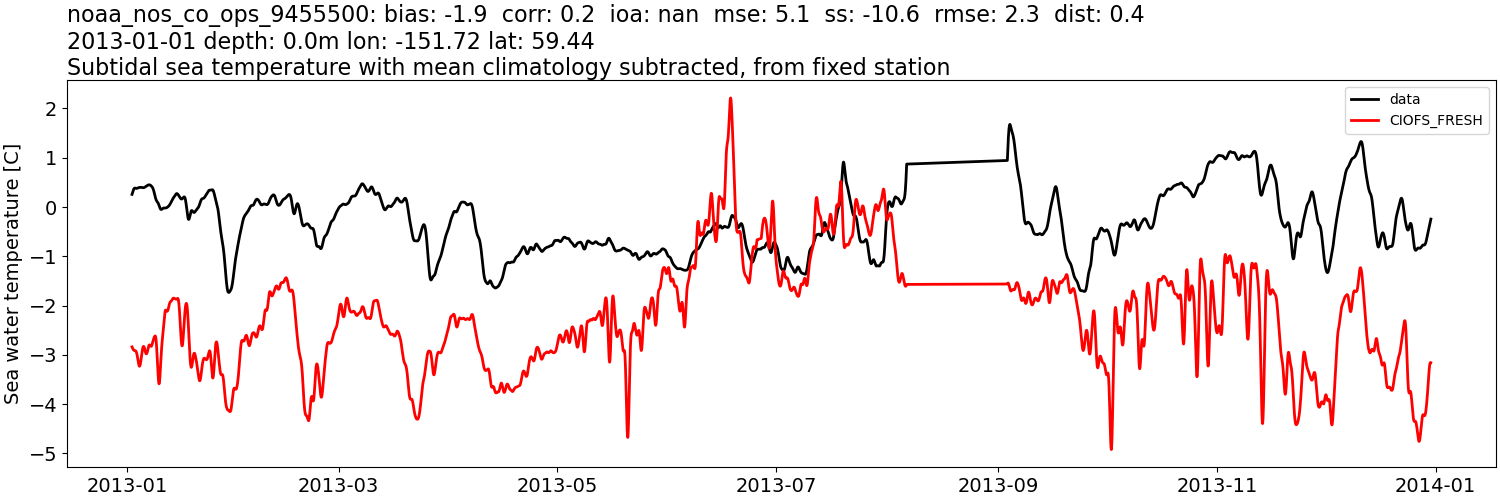 noaa_nos_co_ops_9455500: bias: -1.9  corr: 0.2  ioa: nan  mse: 5.1  ss: -10.6  rmse: 2.3  dist: 0.4
2013-01-01 depth: 0.0m lon: -151.72 lat: 59.44
Subtidal sea temperature with mean climatology subtracted, from fixed station
Sea water temperature [C]
2
1
0
−1
−2
−3
−4
−5
data
CIOFS_FRESH
2013-01
2013-03
2013-05
2013-07
2013-09
2013-11
2014-01